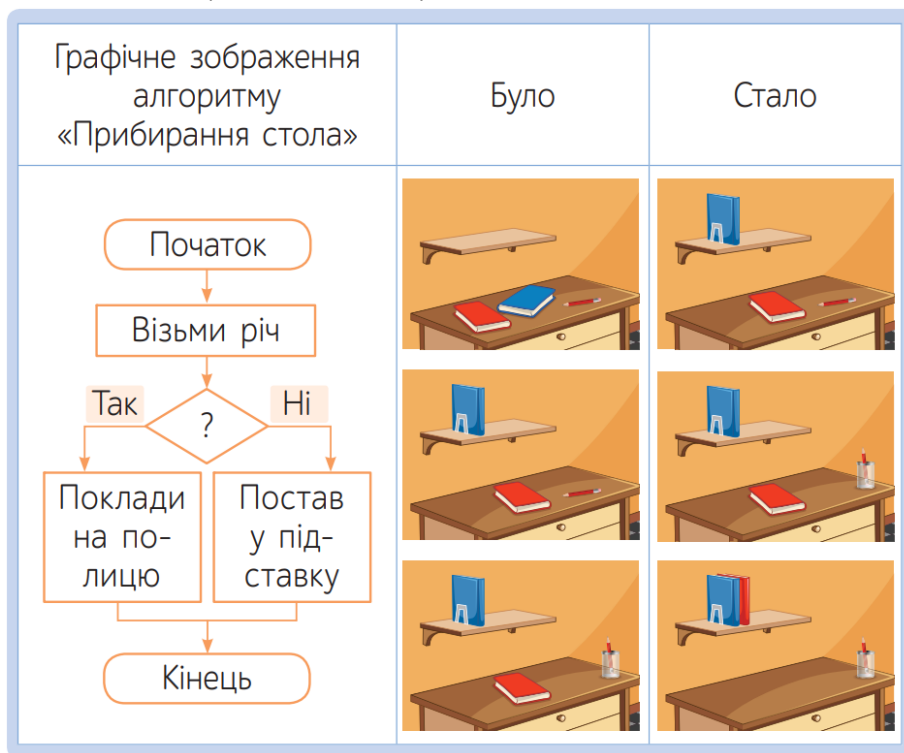 Графічне зображення
алгоритму
«Прибирання стола»
Було
Стало
Початок
Візьми річ
Так
?
Ні
Поклади
на по-
лицю
Постав
у під-
ставку
Кінець